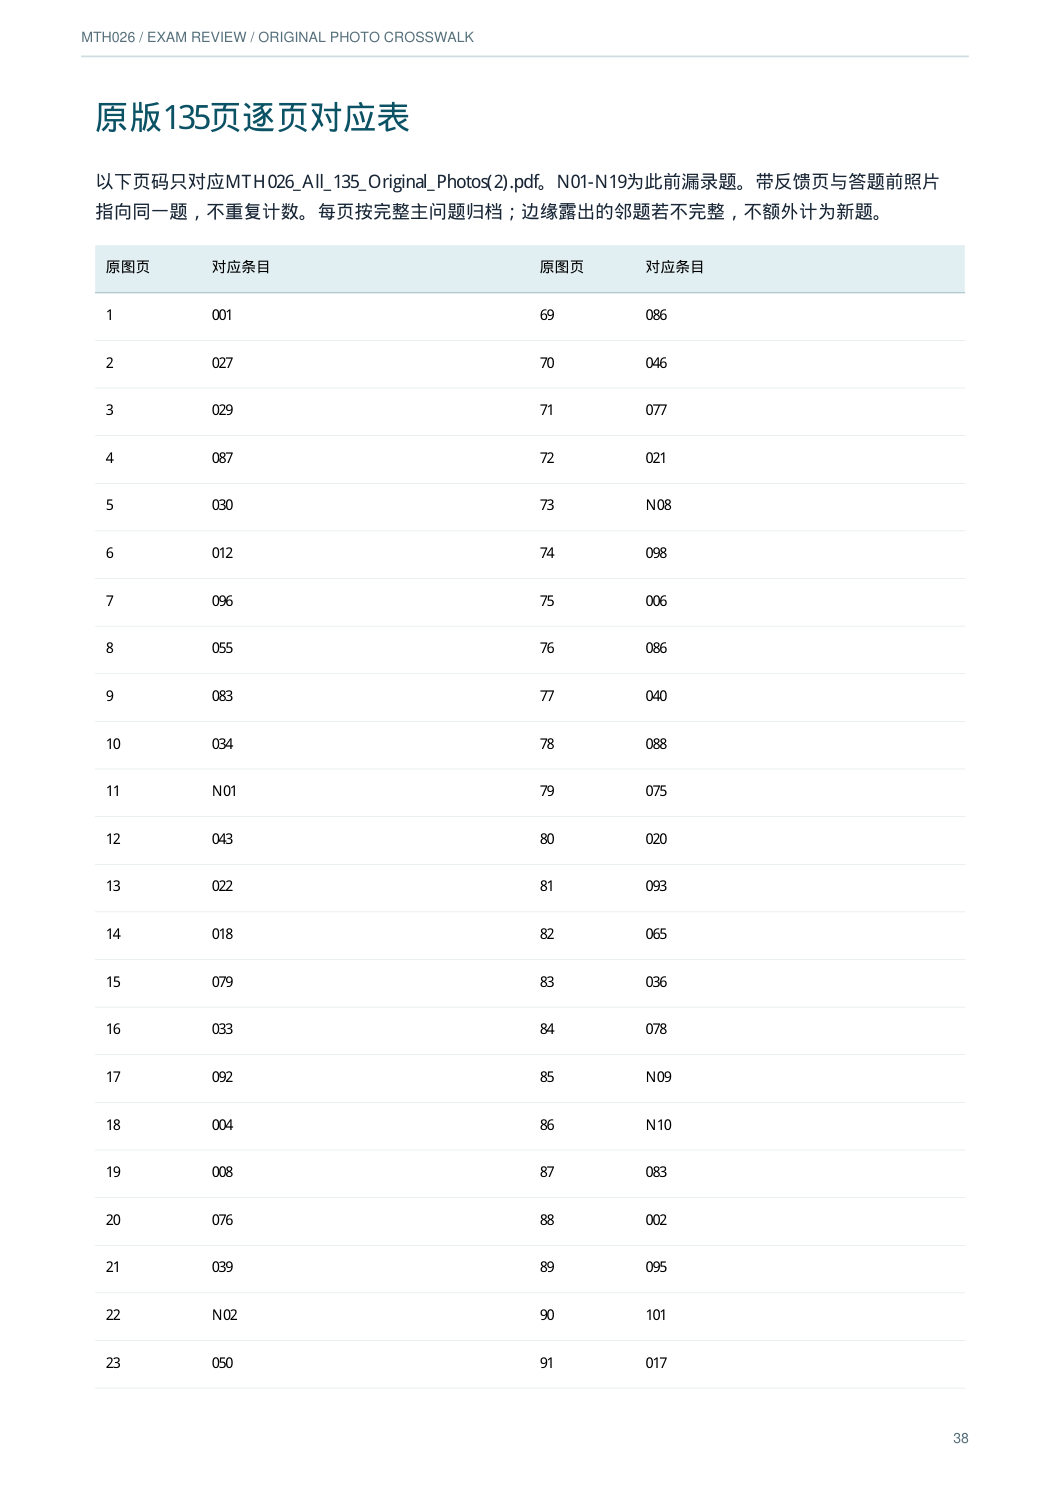 MTH026 / EXAM REVIEW / ORIGINAL PHOTO CROSSWALK
原版135页逐页对应表
以下页码只对应MTH026_All_135_Original_Photos(2).pdf。N01-N19为此前漏录题。带反馈页与答题前照片
指向同一题，不重复计数。每页按完整主问题归档；边缘露出的邻题若不完整，不额外计为新题。
原图页 对应条目 原图页 对应条目
1 001 69 086
2 027 70 046
3 029 71 077
4 087 72 021
5 030 73 N08
6 012 74 098
7 096 75 006
8 055 76 086
9 083 77 040
10 034 78 088
11 N01 79 075
12 043 80 020
13 022 81 093
14 018 82 065
15 079 83 036
16 033 84 078
17 092 85 N09
18 004 86 N10
19 008 87 083
20 076 88 002
21 039 89 095
22 N02 90 101
23 050 91 017
38